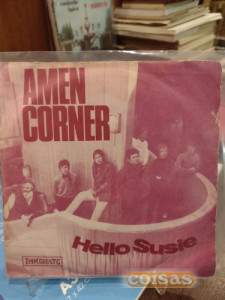 AMEN
CORNER
Hello Susie
IMMEDIATE
coisas